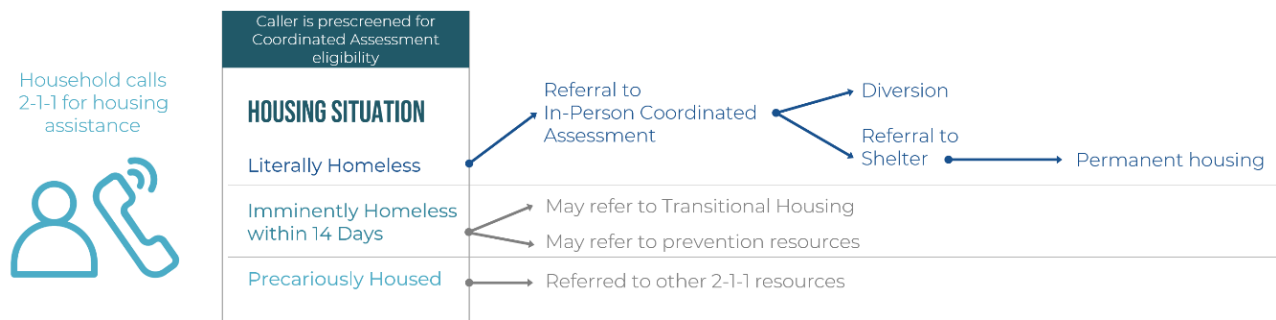 Household calls
2-1-1 for housing
assistance
Caller is prescreened for
Coordinated Assessment
eligibility
HOUSING SITUATION
Literally Homeless
Referral to
In-Person Coordinated
Assessment
Diversion
Referral to
Shelter
Permanent housing
Imminently Homeless
within 14 Days
May refer to Transitional Housing
May refer to prevention resources
Precariously Housed
Referred to other 2-1-1 resources